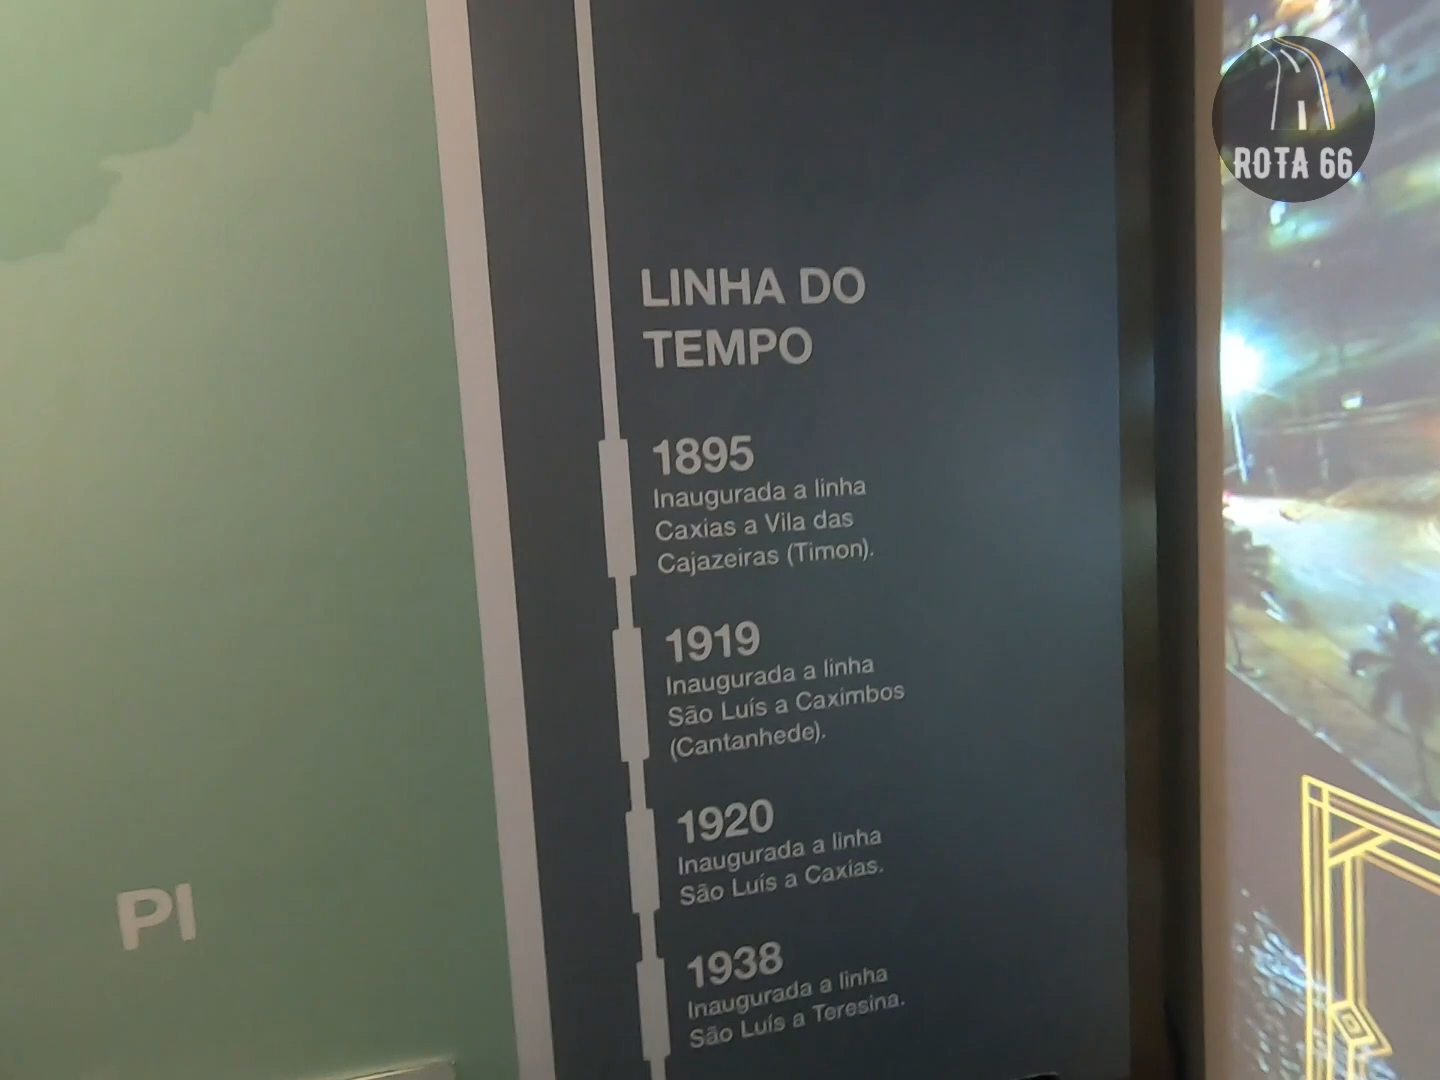 ROTA 66
LINHA DO
TEMPO
1895
Inaugurada a linha
Caxias a Vila das
Cajazeiras (Timon).
1919
Inaugurada a linha
São Luís a Caximbos
(Cantanhede).
1920
Inaugurada a linha
São Luís a Caxias.
1938
Inaugurada a linha
São Luís a Teresina.
PI